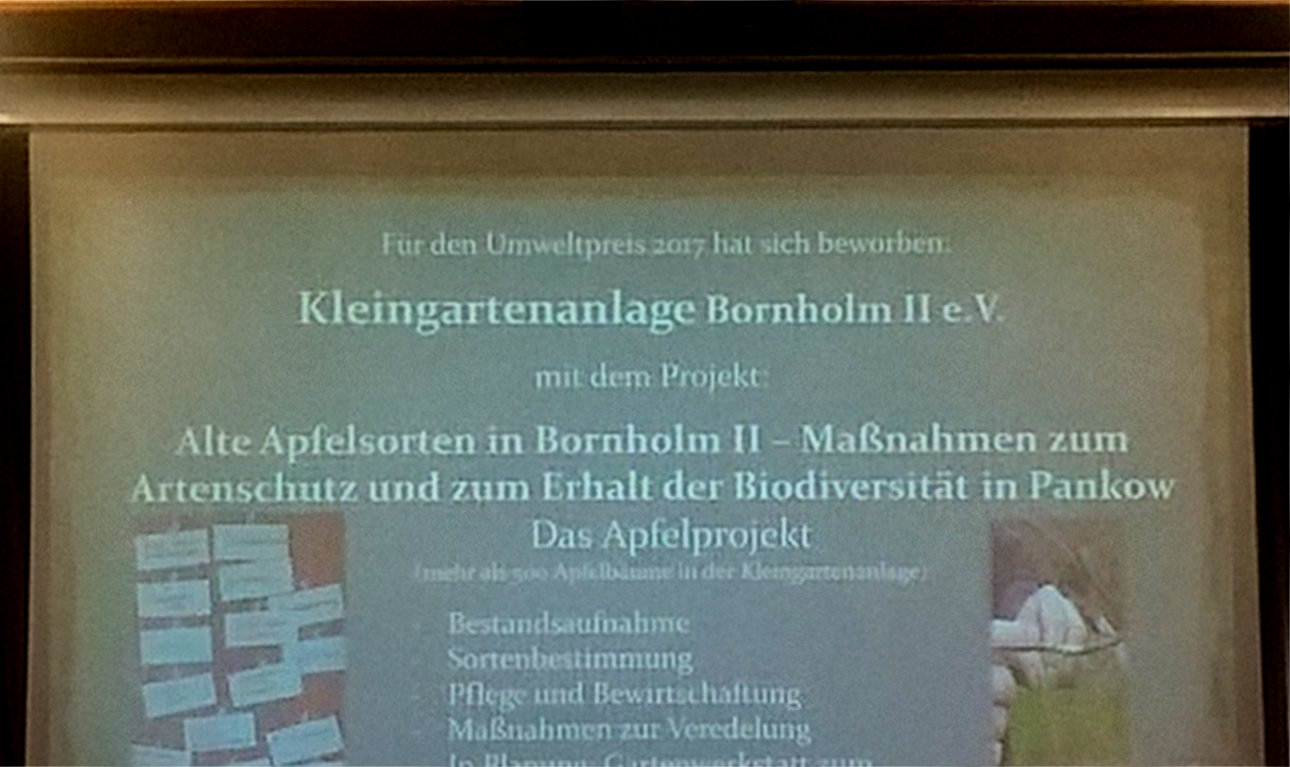 Für den Umweltpreis 2017 hat sich beworben:
Kleingartenanlage Bornholm II e.V.
mit dem Projekt:
Alte Apfelsorten in Bornholm II – Maßnahmen zum
Artenschutz und zum Erhalt der Biodiversität in Pankow
Das Apfelprojekt
(mehr als 500 Apfelbäume in der Kleingartenanlage)
- Bestandsaufnahme
- Sortenbestimmung
- Pflege und Bewirtschaftung
- Maßnahmen zur Veredelung
In Planung: Gartenwerkstatt zum